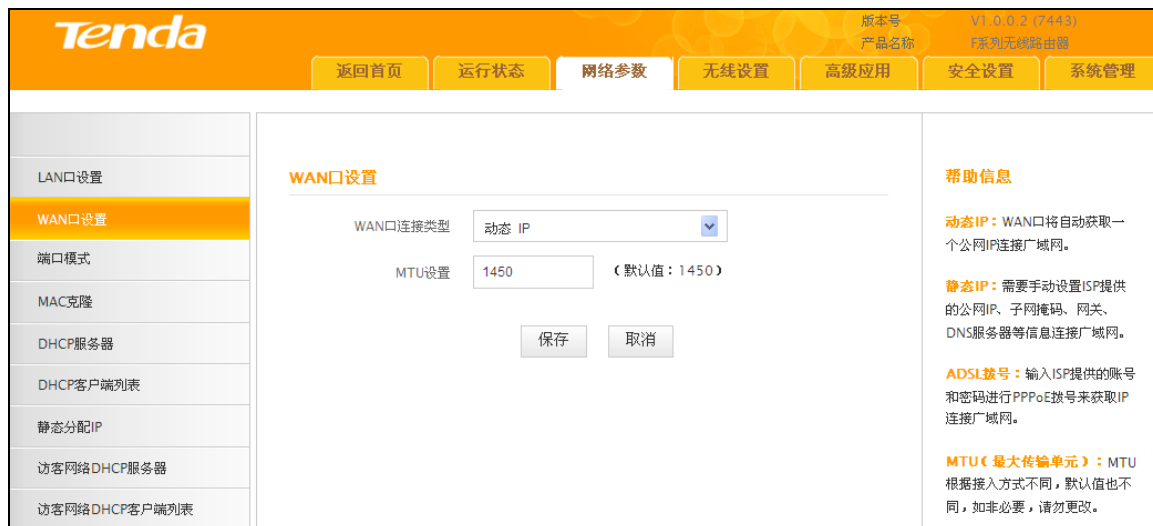 Tenda
版本号 V1.0.0.2 (7443)
产品名称 F系列无线路由器
返回首页 运行状态 网络参数 无线设置 高级应用 安全设置 系统管理
LAN口设置
WAN口设置
端口模式
MAC克隆
DHCP服务器
DHCP客户端列表
静态分配IP
访客网络DHCP服务器
访客网络DHCP客户端列表
WAN口设置
WAN口连接类型 动态 IP
MTU设置 1450 (默认值:1450)
保存 取消
帮助信息
动态IP:WAN口将自动获取一
个公网IP连接广域网。
静态IP:需要手动设置ISP提供
的公网IP、子网掩码、网关、
DNS服务器等信息连接广域网。
ADSL拨号:输入ISP提供的账号
和密码进行PPPoE拨号来获取IP
连接广域网。
MTU(最大传输单元):MTU
根据接入方式不同,默认值也不
同,如非必要,请勿更改。